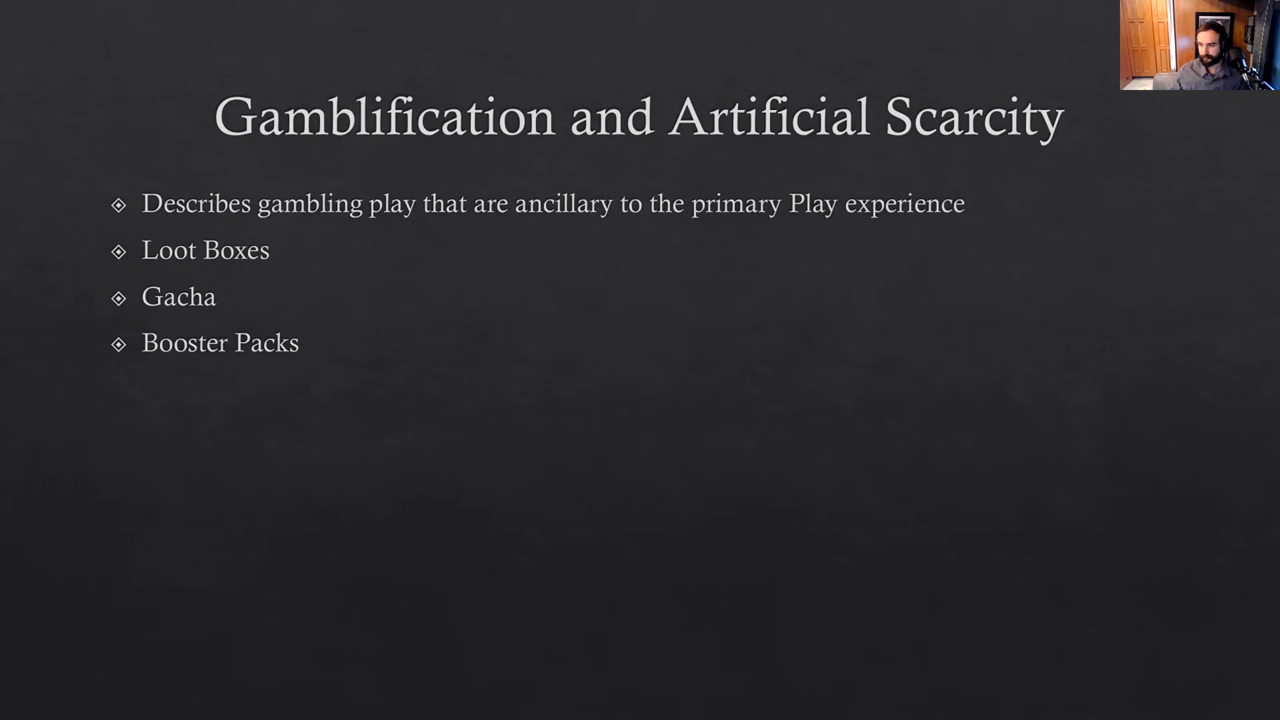 Gamblification and Artificial Scarcity
Describes gambling play that are ancillary to the primary Play experience
Loot Boxes
Gacha
Booster Packs